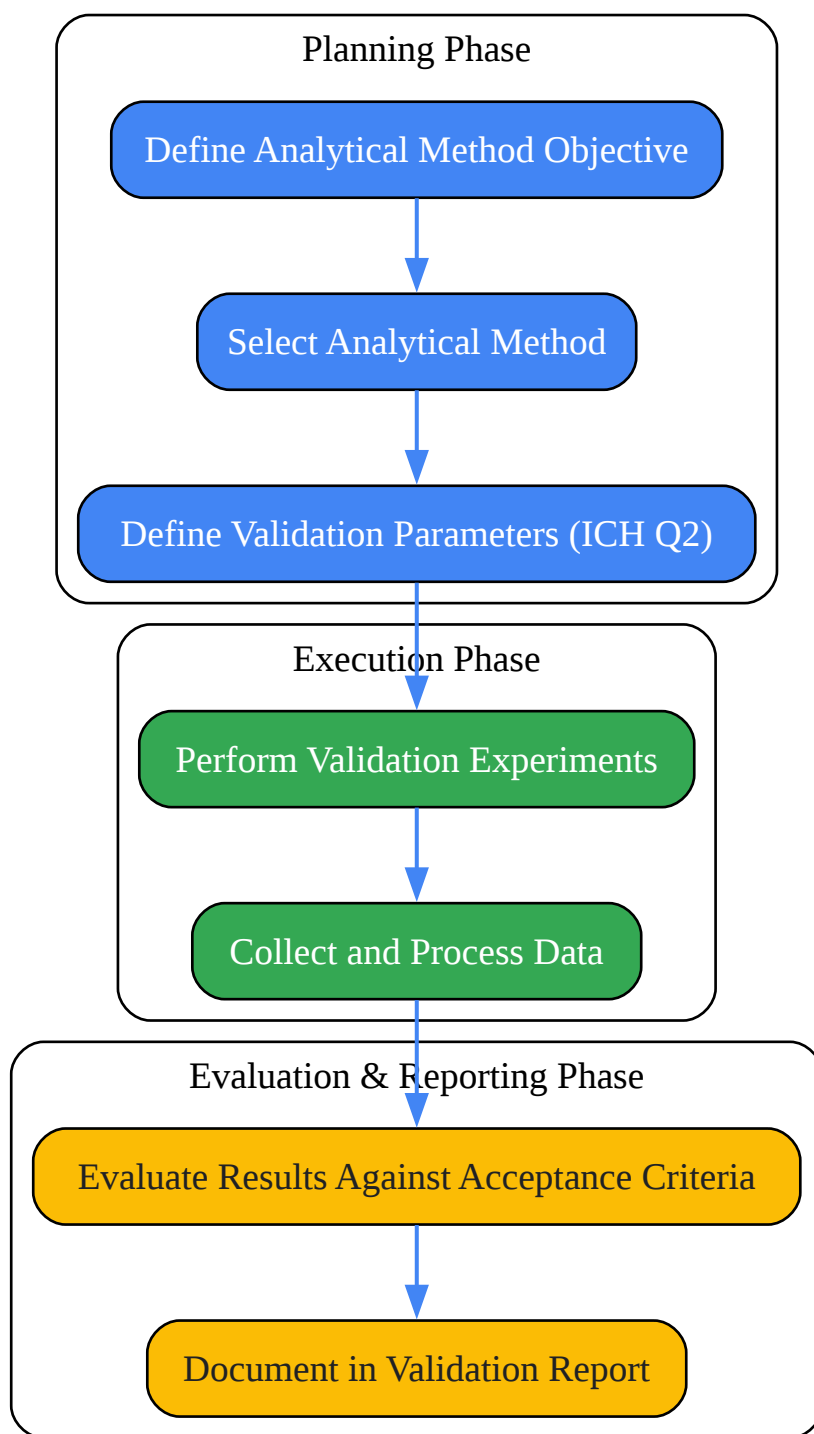 Planning Phase
Define Analytical Method Objective
Select Analytical Method
Define Validation Parameters (ICH Q2)
Execution Phase
Perform Validation Experiments
Collect and Process Data
Evaluation & Reporting Phase
Evaluate Results Against Acceptance Criteria
Document in Validation Report